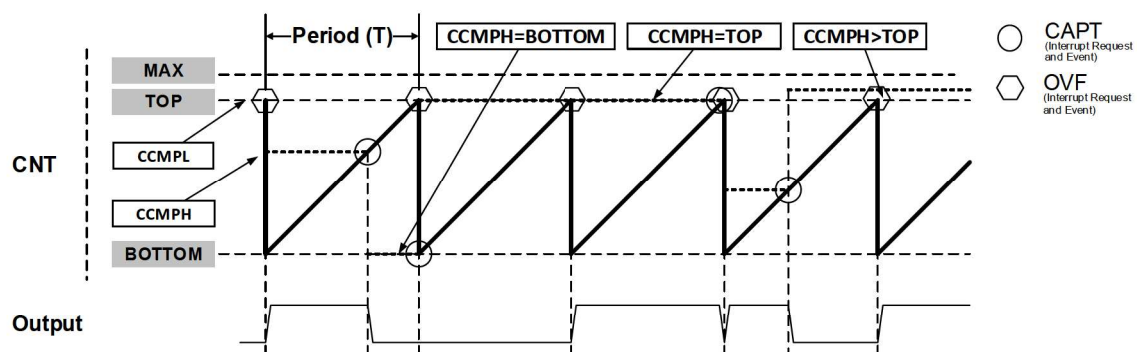 Period (T)
CCMPH=BOTTOM
CCMPH=TOP
CCMPH>TOP
CAPT
(Interrupt Request
and Event)
OVF
(Interrupt Request
and Event)
MAX
TOP
CNT
CCMPL
CCMPH
BOTTOM
Output